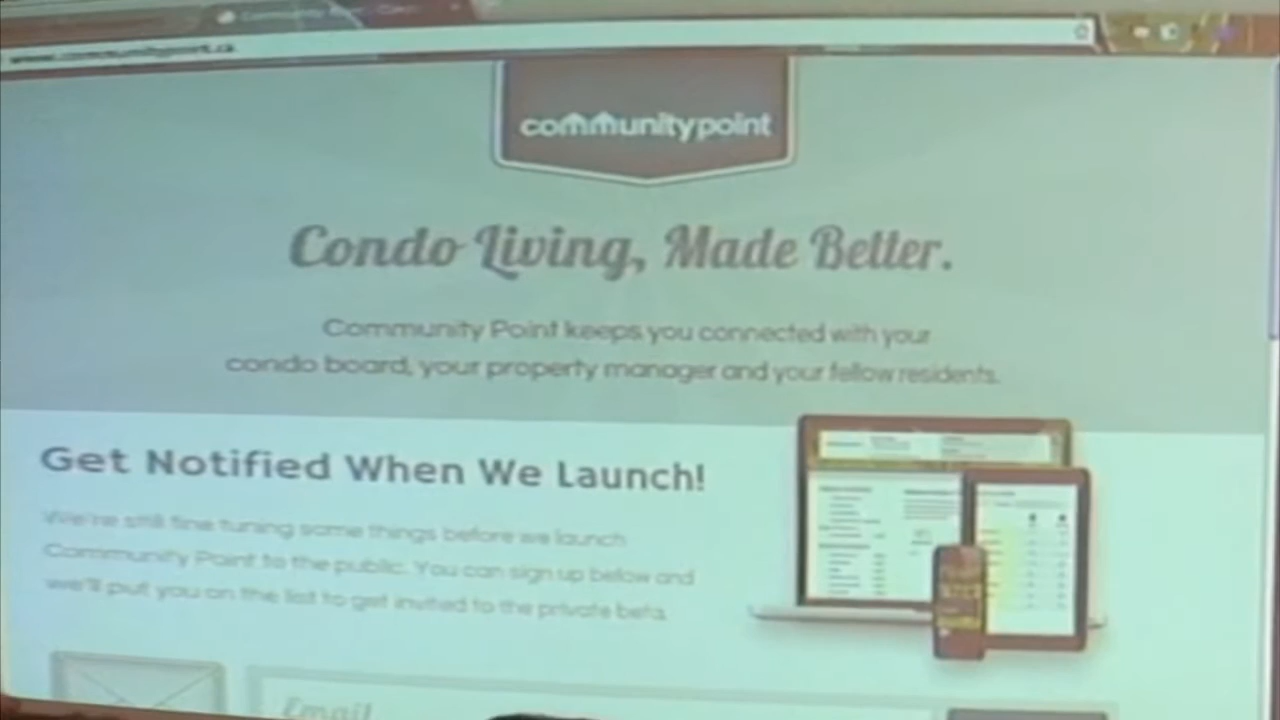 www.communitypoint.ca
communitypoint
Condo Living, Made Better.
Community Point keeps you connected with your
condo board, your property manager and your fellow residents.
Get Notified When We Launch!
We're still fine tuning some things before we launch
Community Point to the public. You can sign up below and
we'll put you on the list to get invited to the private beta.
Email